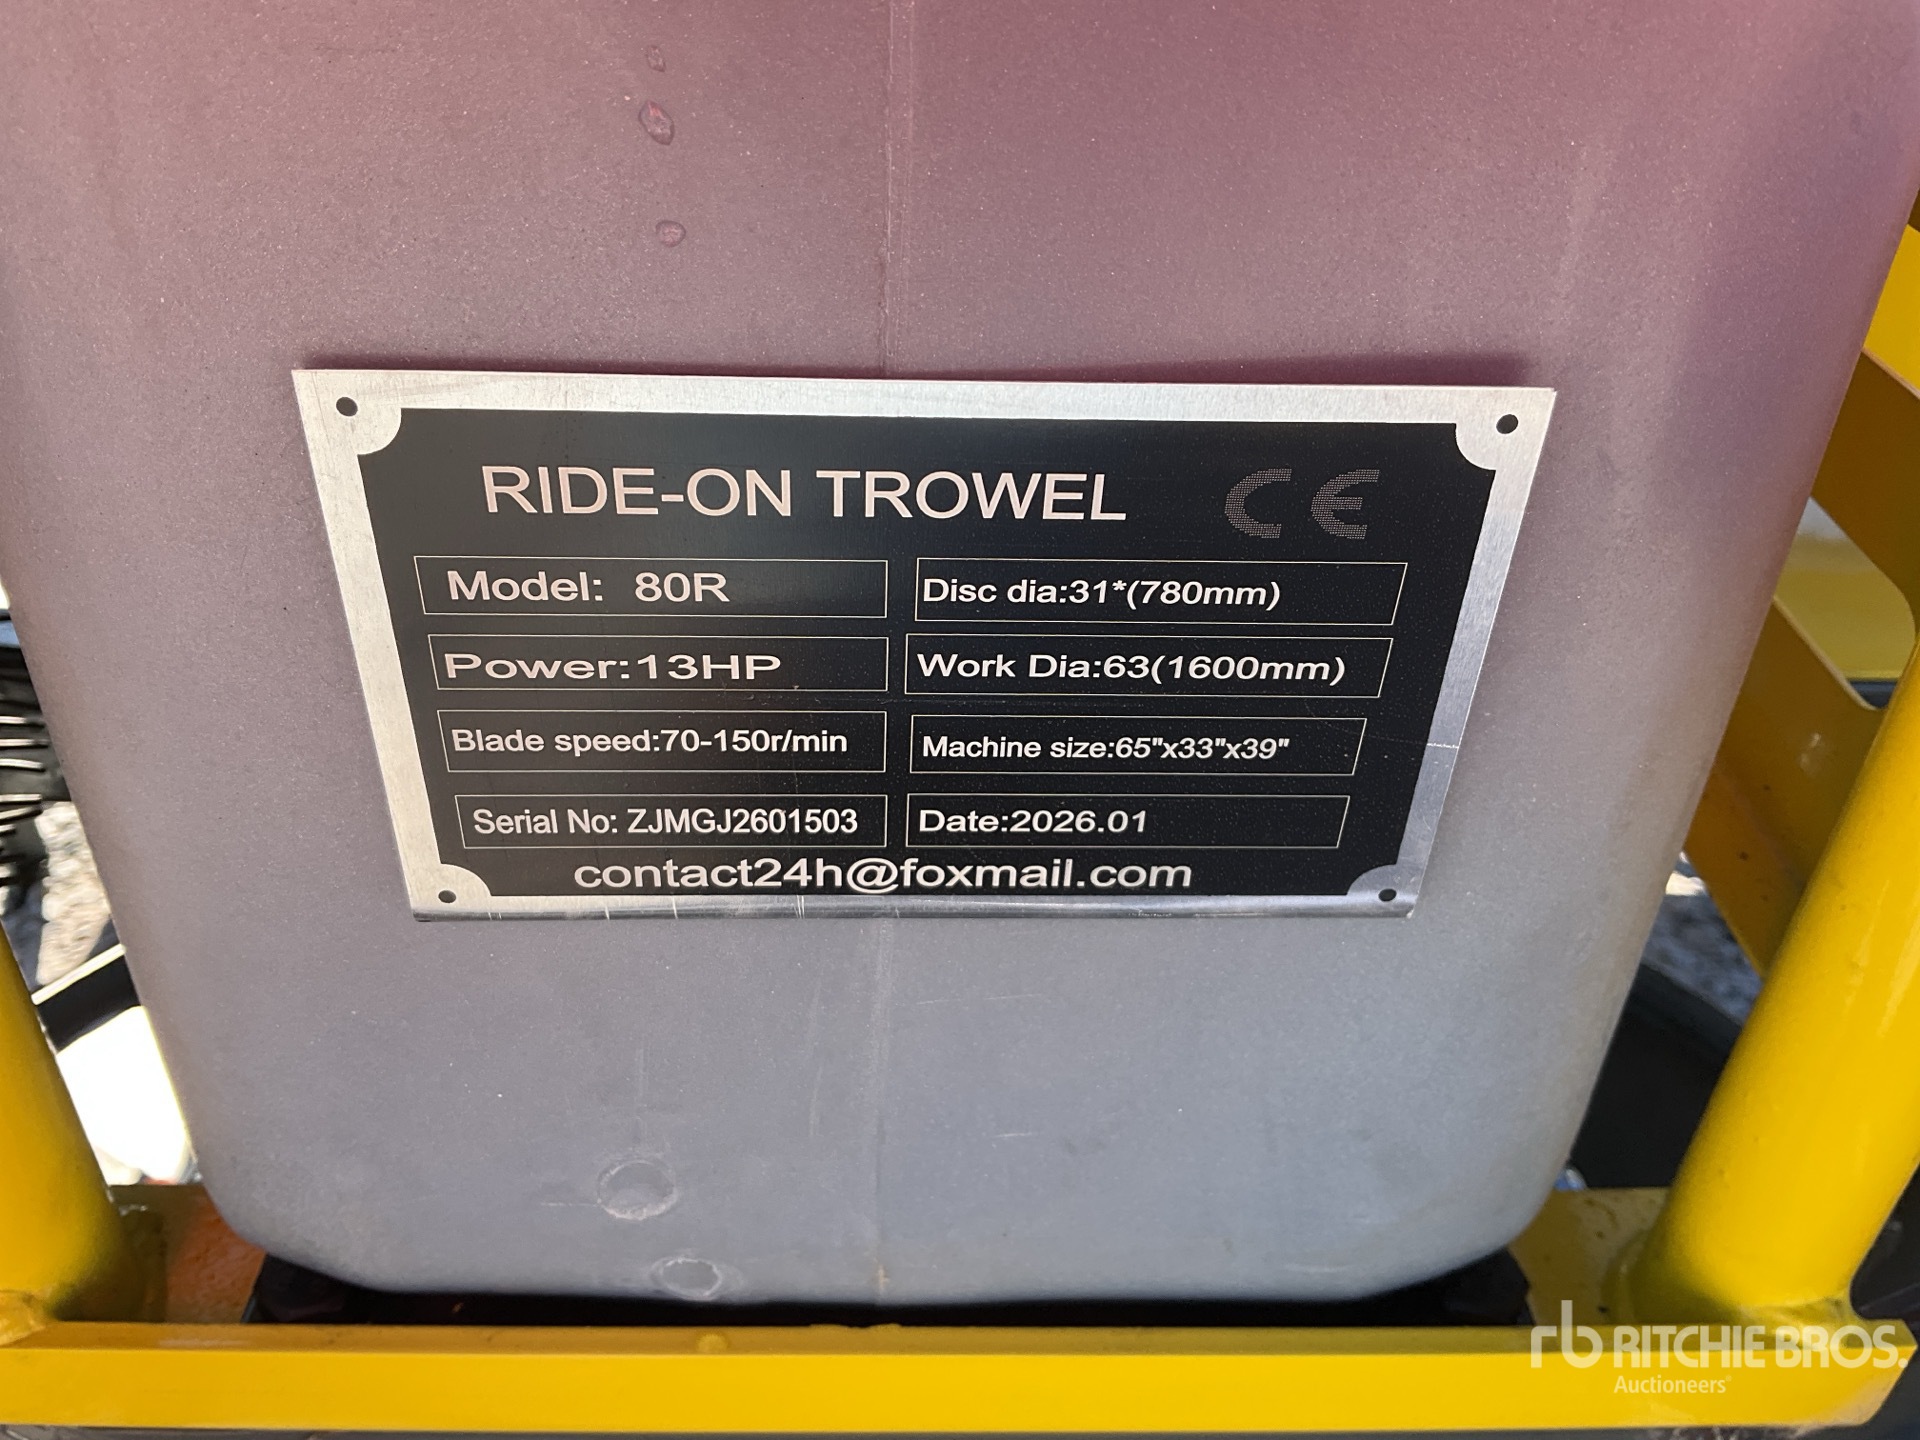 RIDE-ON TROWEL CE
Model: 80R
Disc dia:31*(780mm)
Power:13HP
Work Dia:63(1600mm)
Blade speed:70-150r/min
Machine size:65"x33"x39"
Serial No: ZJMGJ2601503
Date:2026.01
contact24h@foxmail.com
rb RITCHIE BROS.
Auctioneers